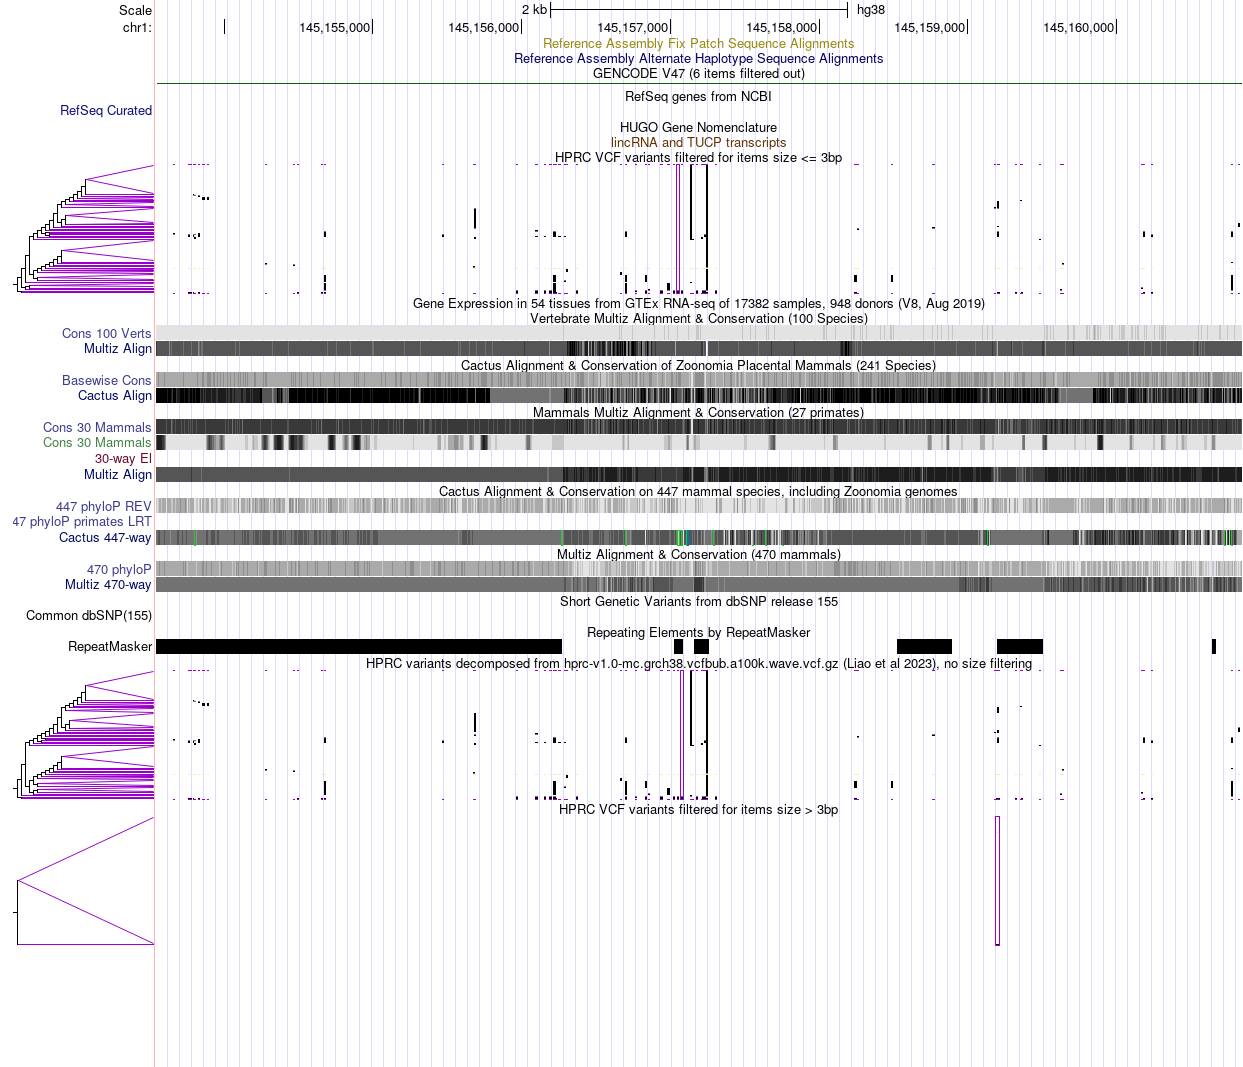 Scale 2 kb hg38
chr1: 145,155,000 145,156,000 145,157,000 145,158,000 145,159,000 145,160,000
Reference Assembly Fix Patch Sequence Alignments
Reference Assembly Alternate Haplotype Sequence Alignments
GENCODE V47 (6 items filtered out)
RefSeq genes from NCBI
RefSeq Curated
HUGO Gene Nomenclature
lincRNA and TUCP transcripts
HPRC VCF variants filtered for items size <= 3bp
Gene Expression in 54 tissues from GTEx RNA-seq of 17382 samples, 948 donors (V8, Aug 2019)
Vertebrate Multiz Alignment & Conservation (100 Species)
Cons 100 Verts
Multiz Align
Cactus Alignment & Conservation of Zoonomia Placental Mammals (241 Species)
Basewise Cons
Cactus Align
Mammals Multiz Alignment & Conservation (27 primates)
Cons 30 Mammals
Cons 30 Mammals
30-way El
Multiz Align
Cactus Alignment & Conservation on 447 mammal species, including Zoonomia genomes
447 phyloP REV
47 phyloP primates LRT
Cactus 447-way
Multiz Alignment & Conservation (470 mammals)
470 phyloP
Multiz 470-way
Short Genetic Variants from dbSNP release 155
Common dbSNP(155)
Repeating Elements by RepeatMasker
RepeatMasker
HPRC variants decomposed from hprc-v1.0-mc.grch38.vcfbub.a100k.wave.vcf.gz (Liao et al 2023), no size filtering
HPRC VCF variants filtered for items size > 3bp